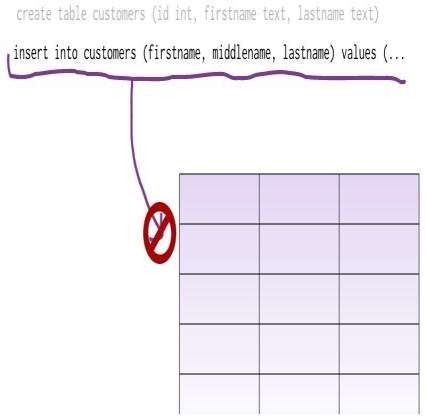 create table customers (id int, firstname text, lastname text)
insert into customers (firstname, middlename, lastname) values (...